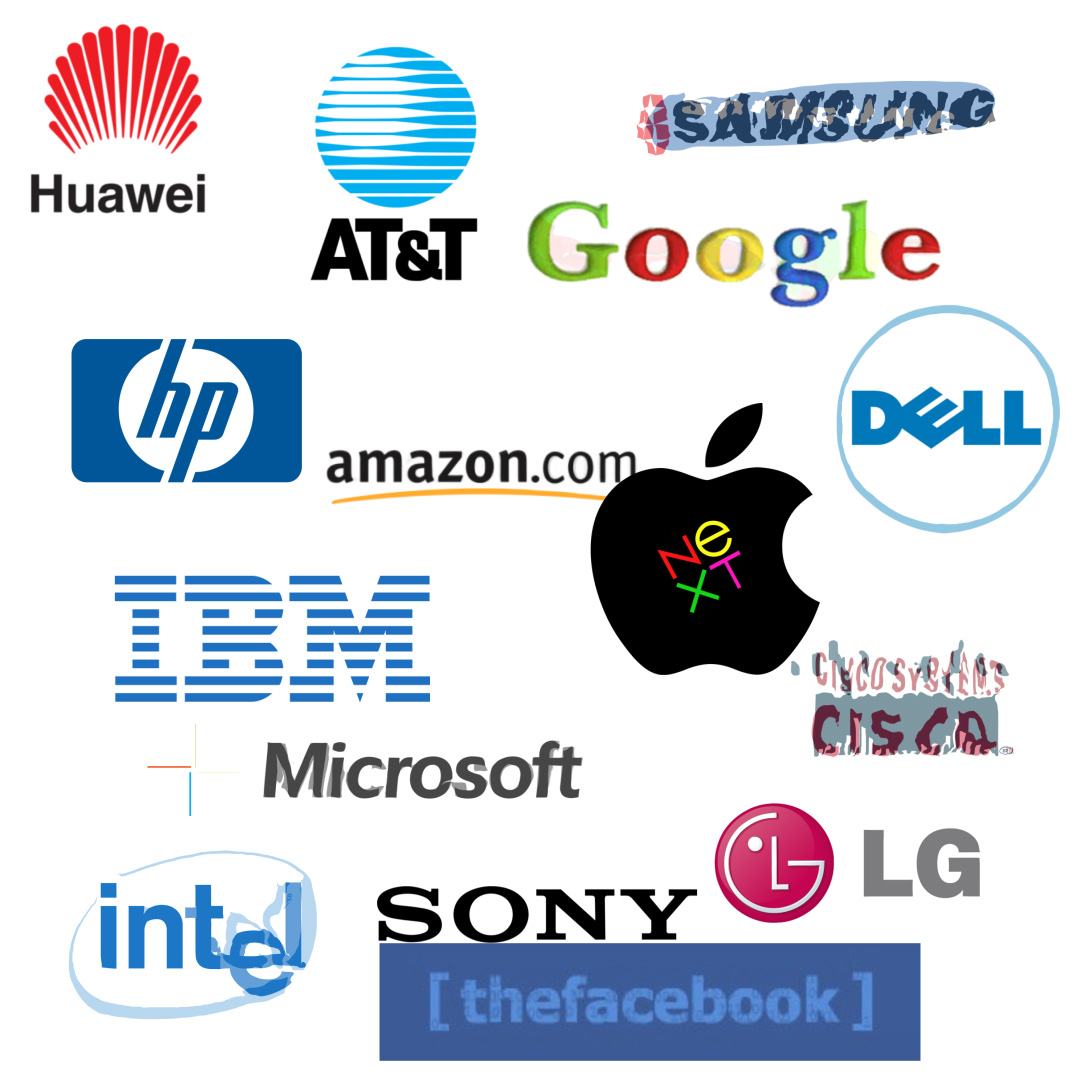 Huawei
AT&T
SAMSUNG
Google
hp
DELL
amazon.com
NeXT
IBM
CISCO SYSTEMS
CISCO
Microsoft
LG
intel
SONY
[ thefacebook ]